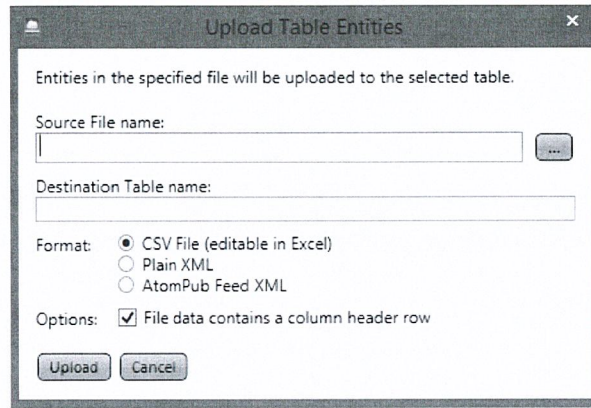 Upload Table Entities
Entities in the specified file will be uploaded to the selected table.
Source File name:
...
Destination Table name:
Format: CSV File (editable in Excel)
Plain XML
AtomPub Feed XML
Options: File data contains a column header row
Upload Cancel